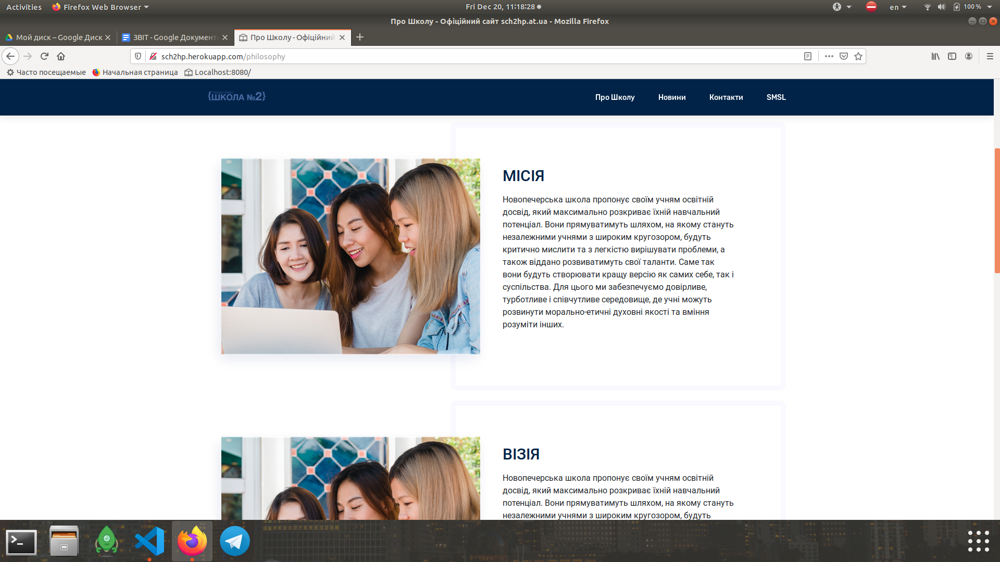 Activities
Firefox Web Browser
Fri Dec 20, 11:18:28
en
100 %
Про Школу - Офіційний сайт sch2hp.at.ua - Mozilla Firefox
Мой диск – Google Диск
ЗВІТ - Google Документ
Про Школу - Офіційний
sch2hp.herokuapp.com/philosophy
Часто посещаемые
Начальная страница
Localhost:8080/
{ШКОЛА №2}
Про Школу
Новини
Контакти
SMSL
МІСІЯ
Новопечерська школа пропонує своїм учням освітній
досвід, який максимально розкриває їхній навчальний
потенціал. Вони прямуватимуть шляхом, на якому стануть
незалежними учнями з широким кругозором, будуть
критично мислити та з легкістю вирішувати проблеми, а
також віддано розвиватимуть свої таланти. Саме так
вони будуть створювати кращу версію як самих себе, так і
суспільства. Для цього ми забезпечуємо довірливе,
турботливе і співчутливе середовище, де учні можуть
розвинути морально-етичні духовні якості та вміння
розуміти інших.
ВІЗІЯ
Новопечерська школа пропонує своїм учням освітній
досвід, який максимально розкриває їхній навчальний
потенціал. Вони прямуватимуть шляхом, на якому стануть
незалежними учнями з широким кругозором, будуть